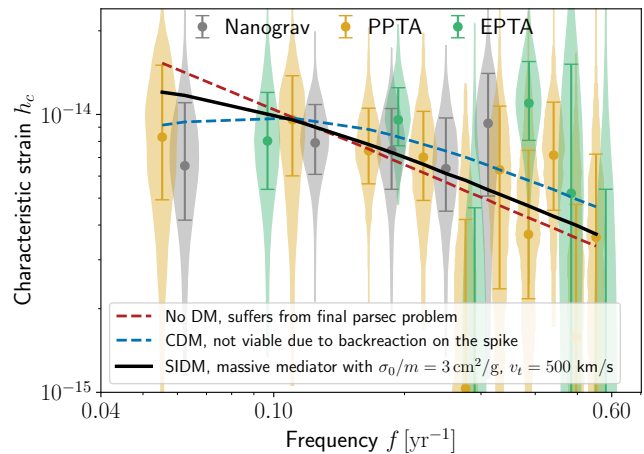 Nanograv PPTA EPTA
Characteristic strain h_c
10^{-14}
No DM, suffers from final parsec problem
CDM, not viable due to backreaction on the spike
SIDM, massive mediator with σ_0/m = 3 cm^2/g, v_t = 500 km/s
10^{-15}
0.04 0.10 0.60
Frequency f [yr^{-1}]